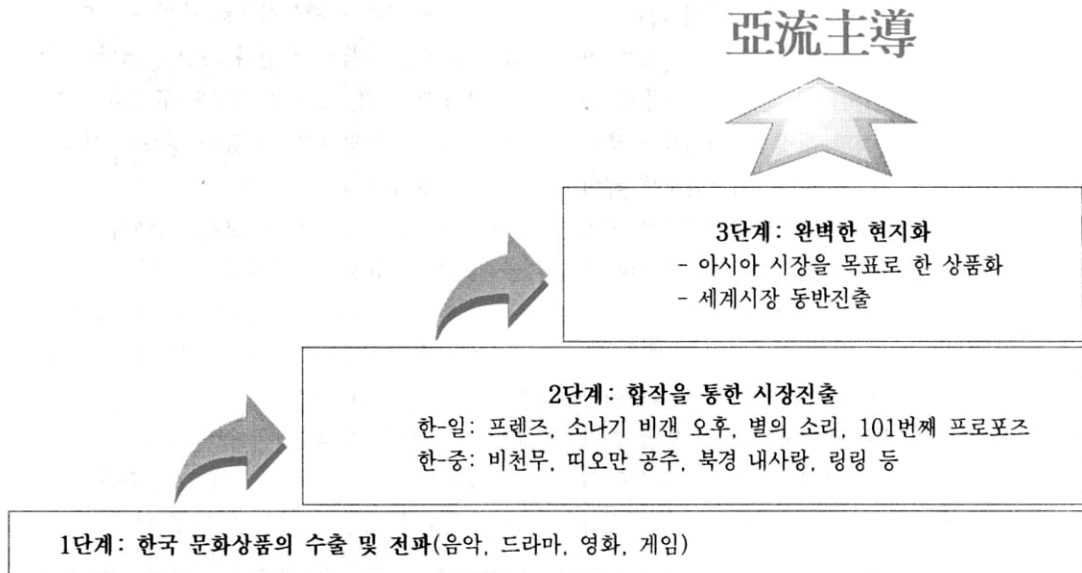 亞流主導
3단계: 완벽한 현지화
- 아시아 시장을 목표로 한 상품화
- 세계시장 동반진출
2단계: 합작을 통한 시장진출
한-일: 프렌즈, 소나기 비갠 오후, 별의 소리, 101번째 프로포즈
한-중: 비천무, 띠오만 공주, 북경 내사랑, 링링 등
1단계: 한국 문화상품의 수출 및 전파(음악, 드라마, 영화, 게임)